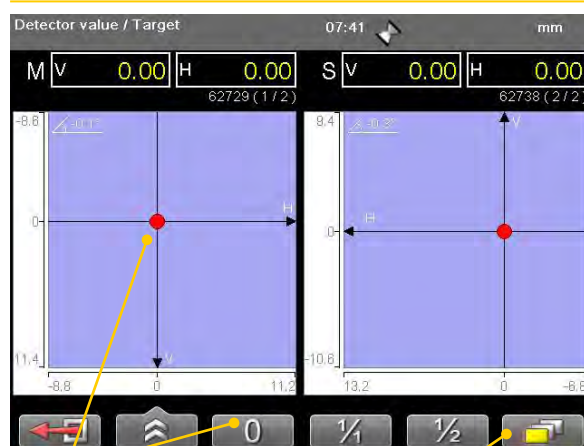 Detector value / Target 07:41 mm
M V 0.00 H 0.00 S V 0.00 H 0.00
62729 ( 1 / 2 ) 62738 ( 2 / 2 )
-8.6 9.4 V
H
H
0 0
11.4 V -10.6
-8.8 0 11.2 13.2 0 -6.8
0 1/1 1/2